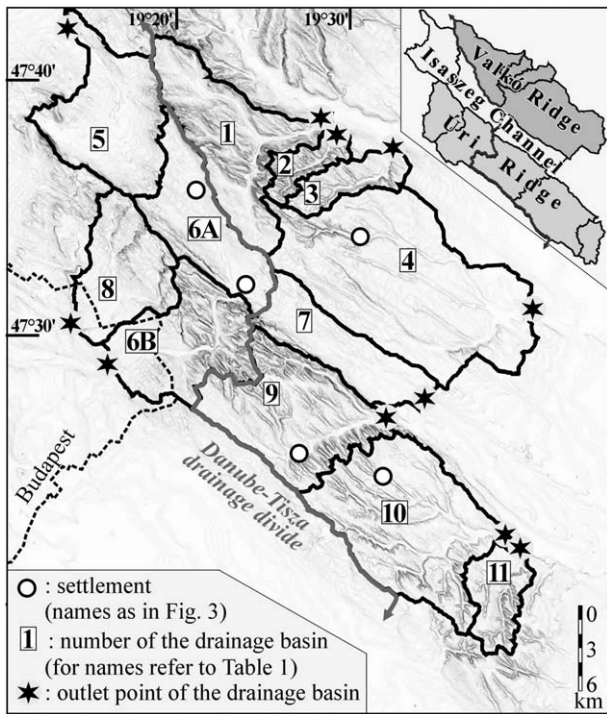 19°20'
19°30'
47°40'
47°30'
Valkó Ridge
Isaszeg Channel
Úri Ridge
1
2
3
4
5
6A
6B
7
8
9
10
11
Budapest
Danube-Tisza
drainage divide
: settlement
(names as in Fig. 3)
1 : number of the drainage basin
(for names refer to Table 1)
: outlet point of the drainage basin
0
3
6
km